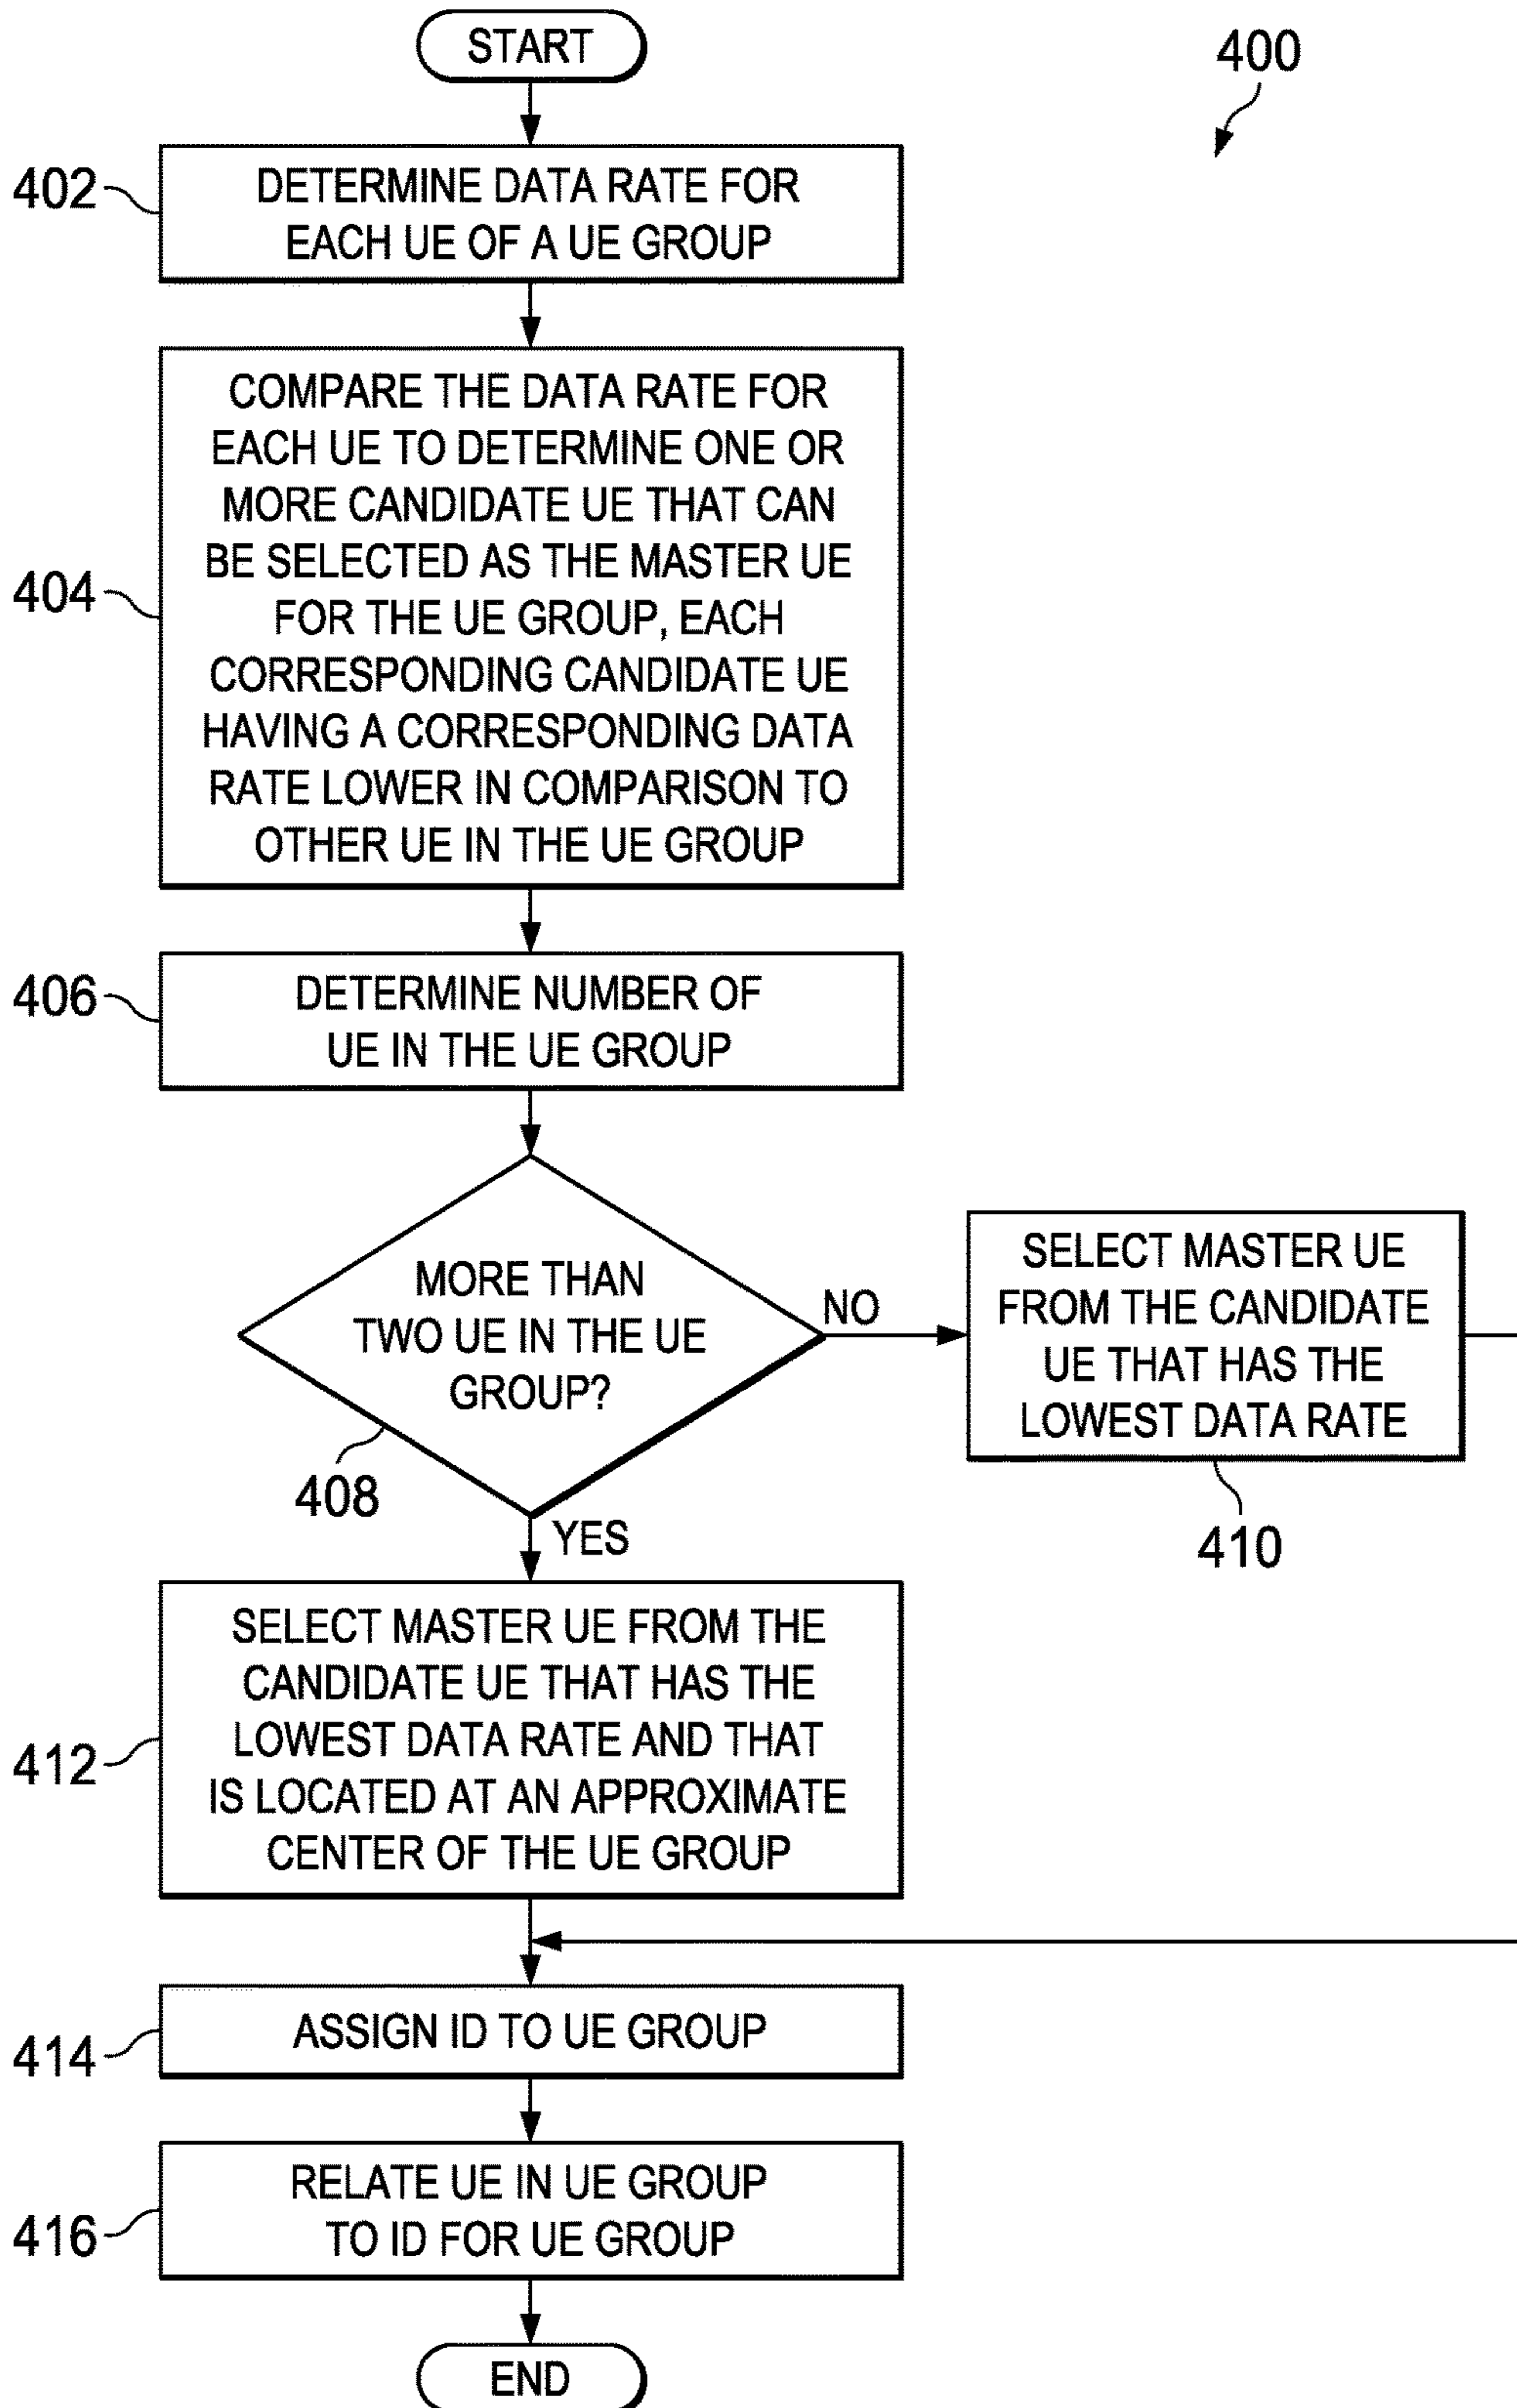 START
400
402
DETERMINE DATA RATE FOR
EACH UE OF A UE GROUP
404
COMPARE THE DATA RATE FOR
EACH UE TO DETERMINE ONE OR
MORE CANDIDATE UE THAT CAN
BE SELECTED AS THE MASTER UE
FOR THE UE GROUP, EACH
CORRESPONDING CANDIDATE UE
HAVING A CORRESPONDING DATA
RATE LOWER IN COMPARISON TO
OTHER UE IN THE UE GROUP
406
DETERMINE NUMBER OF
UE IN THE UE GROUP
MORE THAN
TWO UE IN THE UE
GROUP?
408
NO
SELECT MASTER UE
FROM THE CANDIDATE
UE THAT HAS THE
LOWEST DATA RATE
410
YES
412
SELECT MASTER UE FROM THE
CANDIDATE UE THAT HAS THE
LOWEST DATA RATE AND THAT
IS LOCATED AT AN APPROXIMATE
CENTER OF THE UE GROUP
414
ASSIGN ID TO UE GROUP
416
RELATE UE IN UE GROUP
TO ID FOR UE GROUP
END